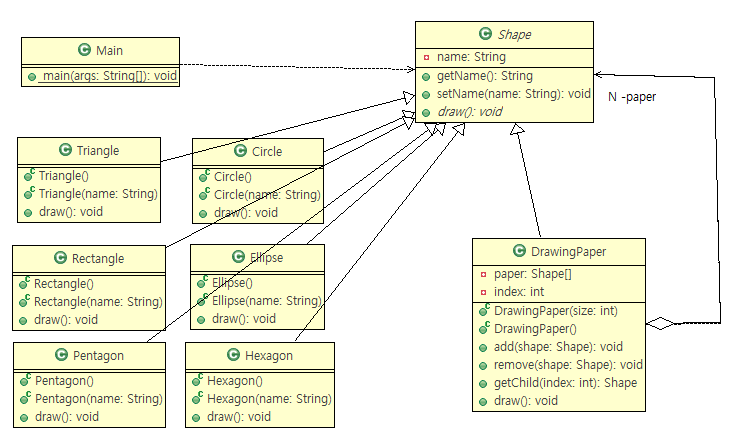 Shape
name: String
getName(): String
setName(name: String): void
draw(): void
Main
main(args: String[]): void
N -paper
Triangle
Triangle()
Triangle(name: String)
draw(): void
Circle
Circle()
Circle(name: String)
draw(): void
Rectangle
Rectangle()
Rectangle(name: String)
draw(): void
Ellipse
Ellipse()
Ellipse(name: String)
draw(): void
DrawingPaper
paper: Shape[]
index: int
DrawingPaper(size: int)
DrawingPaper()
add(shape: Shape): void
remove(shape: Shape): void
getChild(index: int): Shape
draw(): void
Pentagon
Pentagon()
Pentagon(name: String)
draw(): void
Hexagon
Hexagon()
Hexagon(name: String)
draw(): void